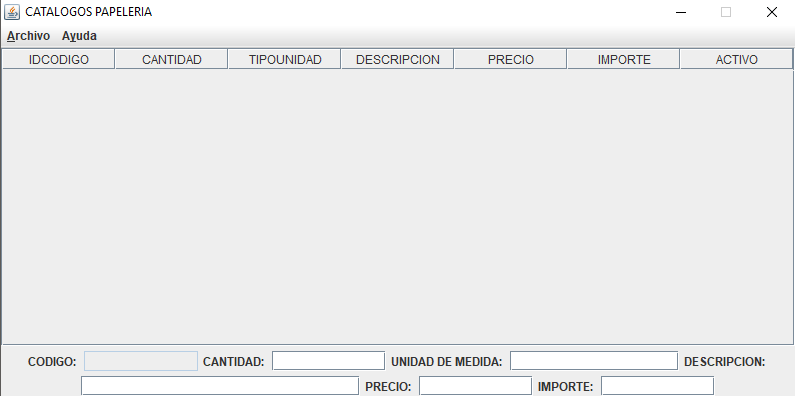 CATALOGOS PAPELERIA
Archivo Ayuda
IDCODIGO CANTIDAD TIPOUNIDAD DESCRIPCION PRECIO IMPORTE ACTIVO
CODIGO: CANTIDAD: UNIDAD DE MEDIDA: DESCRIPCION:
PRECIO: IMPORTE: